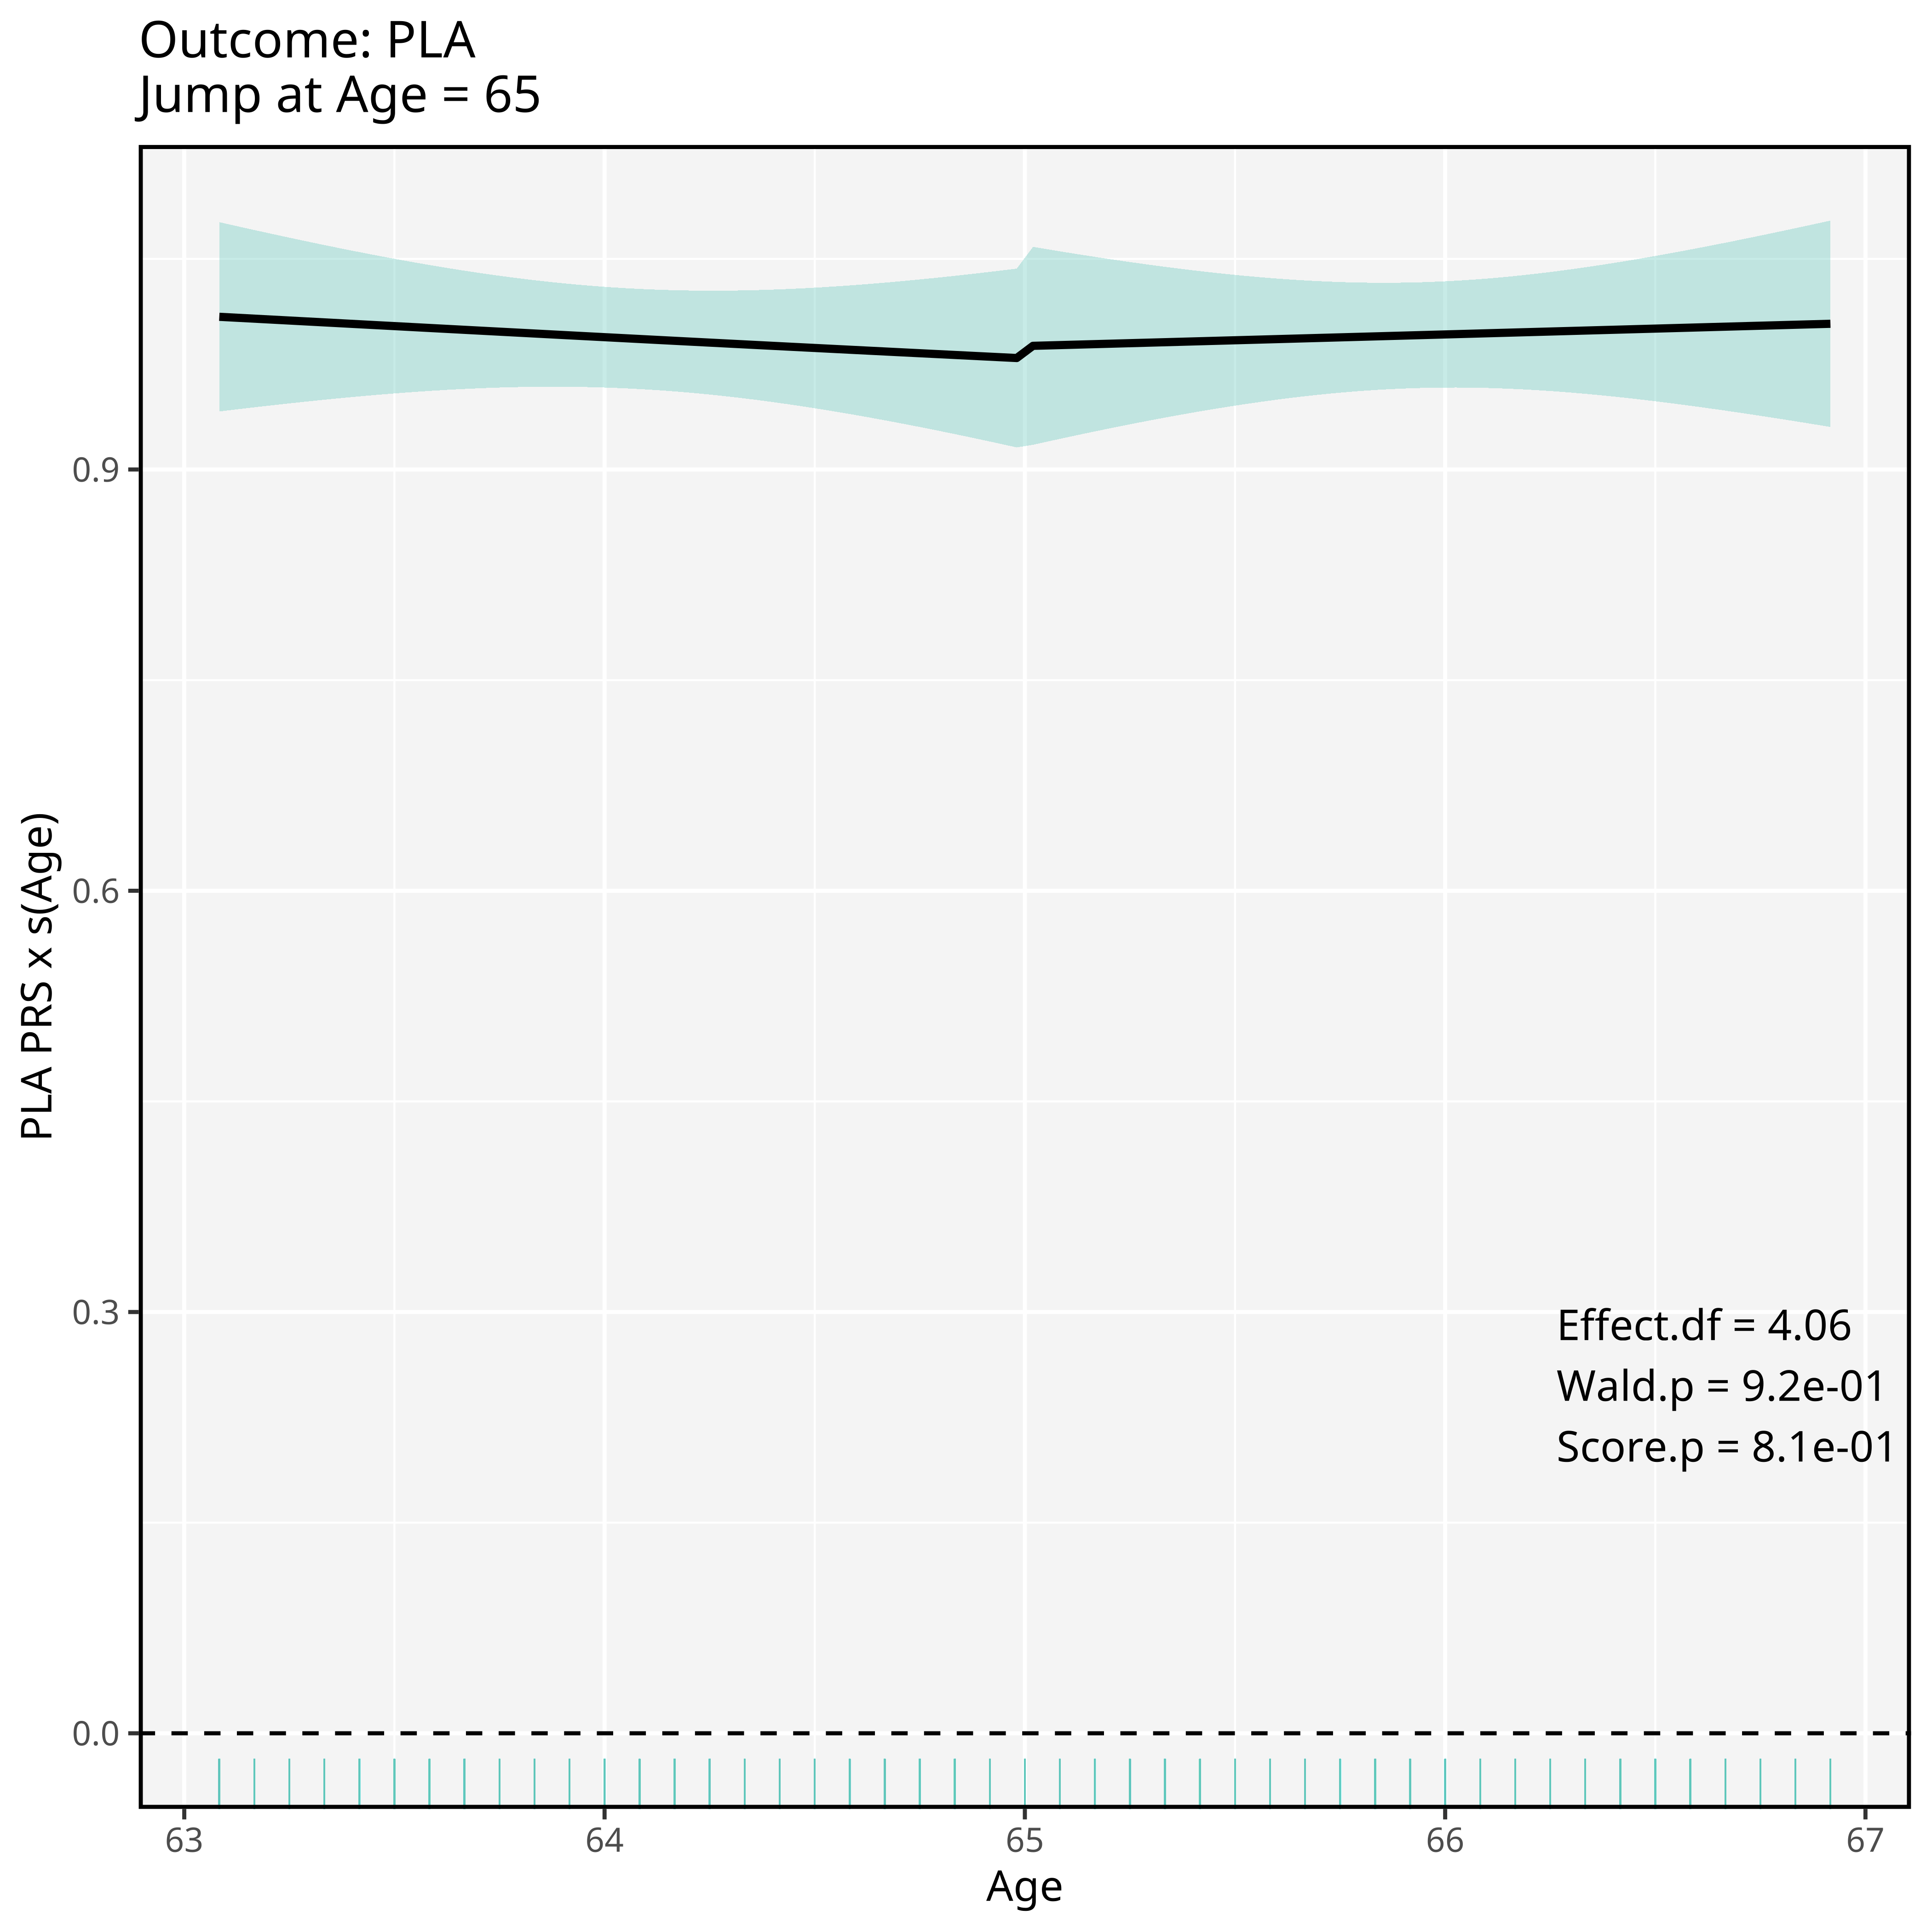 Outcome: PLA
Jump at Age = 65
PLA PRS x s(Age)
0.9
0.6
0.3
0.0
Effect.df = 4.06
Wald.p = 9.2e-01
Score.p = 8.1e-01
63 64 65 66 67
Age